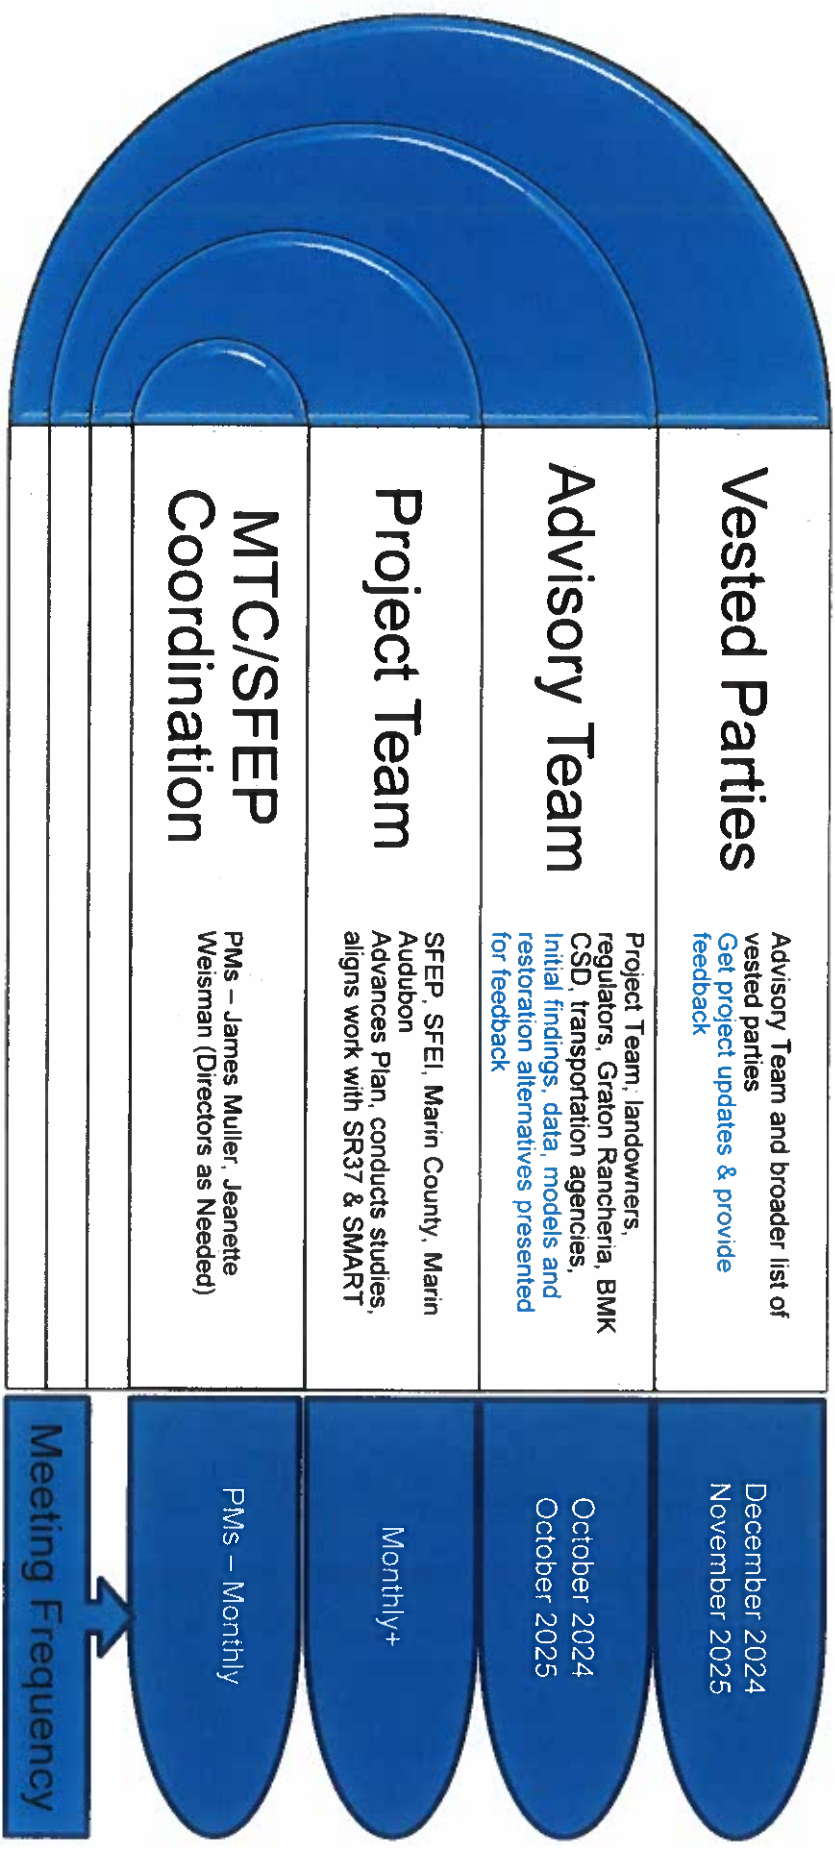 Vested Parties
Advisory Team and broader list of
vested parties
Get project updates & provide
feedback
December 2024
November 2025
Advisory Team
Project Team; landowners,
regulators, Graton Rancheria, BMK
CSD, transportation agencies,
Initial findings, data, models and
restoration alternatives presented
for feedback
October 2024
October 2025
Project Team
SFEP, SFEI, Marin County, Marin
Audubon
Advances Plan, conducts studies,
aligns work with SR37 & SMART
Monthly+
MTC/SFEP
Coordination
PMs – James Muller, Jeanette
Weisman (Directors as Needed)
PMs – Monthly
Meeting Frequency